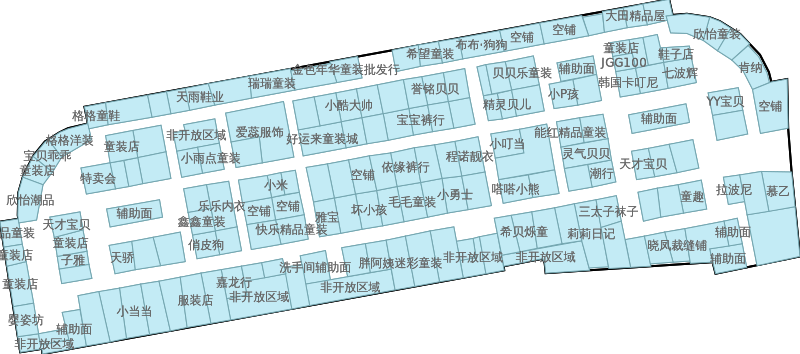 大田精品屋
空铺
空铺
欣怡童装
布布·狗狗
希望童装
童装店
鞋子店
JGG100
肯纳
金色年华童装批发行
贝贝乐童装
辅助面
七波辉
韩国卡叮尼
瑞瑞童装
誉铭贝贝
小P孩
天雨鞋业
小酷大帅
精灵贝儿
YY宝贝
空铺
格格童鞋
宝宝裤行
辅助面
非开放区域
爱蕊服饰
好运来童装城
能红精品童装
格格洋装
童装店
小叮当
宝贝乖乖
小雨点童装
程诺靓衣
灵气贝贝
天才宝贝
童装店
特卖会
空铺
依缘裤行
潮行
小米
嗒嗒小熊
拉波尼
慕乙
欣怡潮品
小勇士
童趣
乐乐内衣
空铺
空铺
坏小孩
毛毛童装
三太子袜子
辅助面
雅宝
天才宝贝
鑫鑫童装
快乐精品童装
希贝烁童
莉莉日记
辅助面
品童装
童装店
俏皮狗
晓凤裁缝铺
童装店
子雅
天骄
非开放区域
非开放区域
辅助面
洗手间辅助面
胖阿姨迷彩童装
童装店
嘉龙行
非开放区域
服装店
非开放区域
小当当
婴姿坊
辅助面
非开放区域